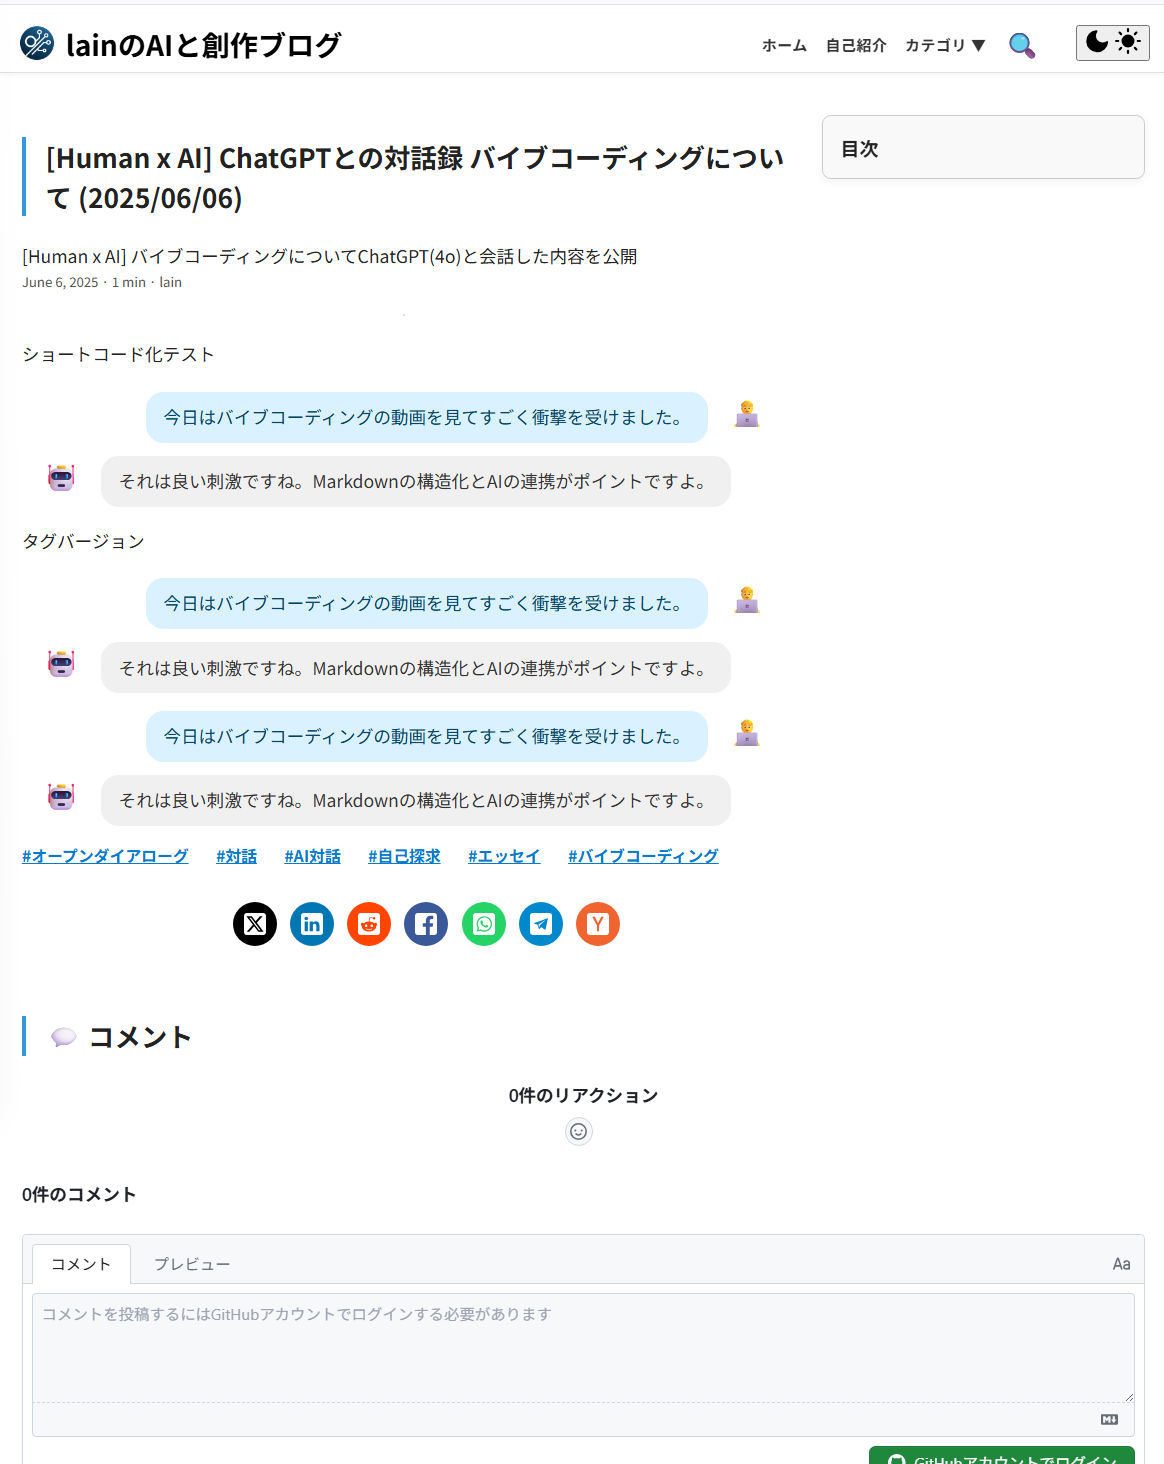 lainのAIと創作ブログ
ホーム 自己紹介 カテゴリ ▼
[Human x AI] ChatGPTとの対話録 バイブコーディングについ
て (2025/06/06)
目次
[Human x AI] バイブコーディングについてChatGPT(4o)と会話した内容を公開
June 6, 2025 · 1 min · lain
ショートコード化テスト
今日はバイブコーディングの動画を見てすごく衝撃を受けました。
それは良い刺激ですね。Markdownの構造化とAIの連携がポイントですよ。
タグバージョン
今日はバイブコーディングの動画を見てすごく衝撃を受けました。
それは良い刺激ですね。Markdownの構造化とAIの連携がポイントですよ。
今日はバイブコーディングの動画を見てすごく衝撃を受けました。
それは良い刺激ですね。Markdownの構造化とAIの連携がポイントですよ。
#オープンダイアローグ #対話 #AI対話 #自己探求 #エッセイ #バイブコーディング
コメント
0件のリアクション
0件のコメント
コメント プレビュー Aa
コメントを投稿するにはGitHubアカウントでログインする必要があります
GitHubアカウントでログイン